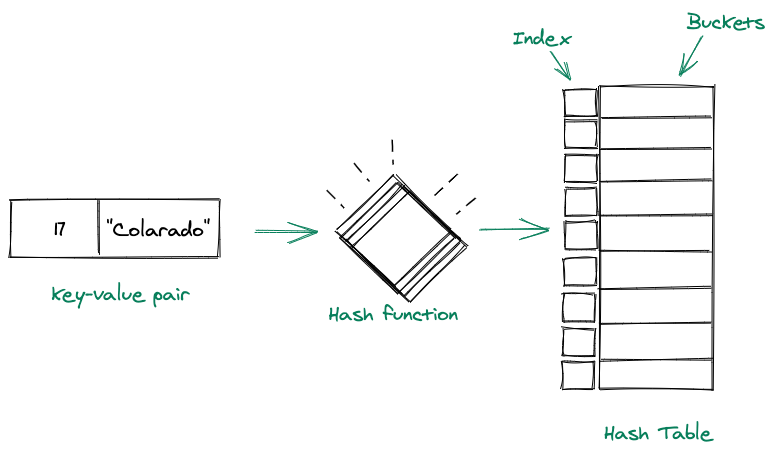 Index
Buckets
17
"Colarado"
Key-value pair
Hash function
Hash Table